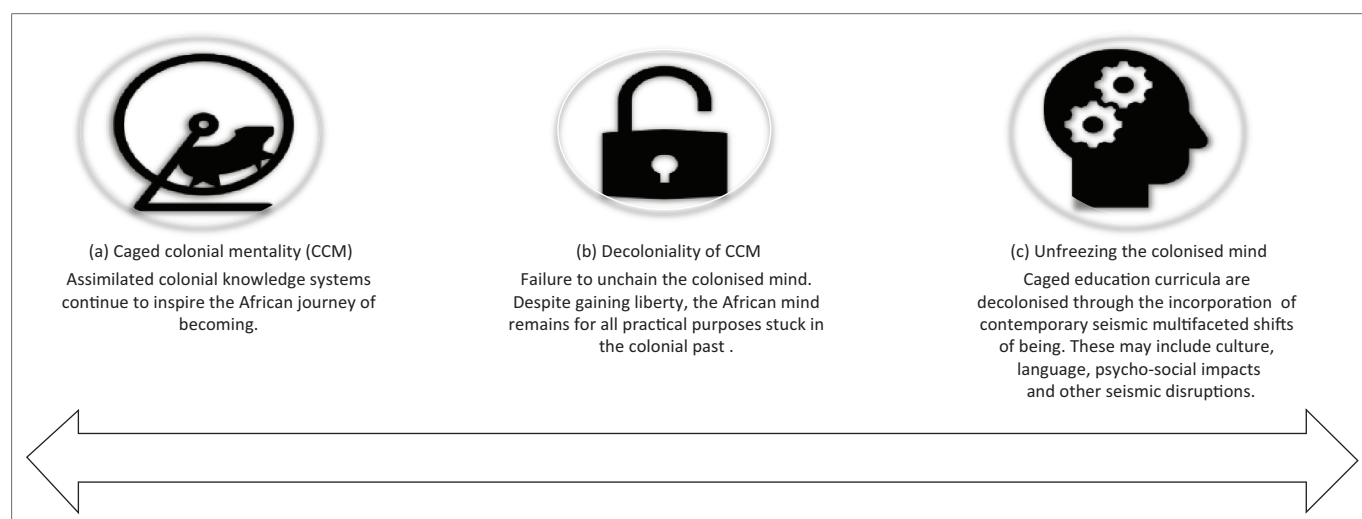 (a) Caged colonial mentality (CCM)
Assimilated colonial knowledge systems
continue to inspire the African journey of
becoming.
(b) Decoloniality of CCM
Failure to unchain the colonised mind.
Despite gaining liberty, the African mind
remains for all practical purposes stuck in
the colonial past .
(c) Unfreezing the colonised mind
Caged education curricula are
decolonised through the incorporation of
contemporary seismic multifaceted shifts
of being. These may include culture,
language, psycho-social impacts
and other seismic disruptions.